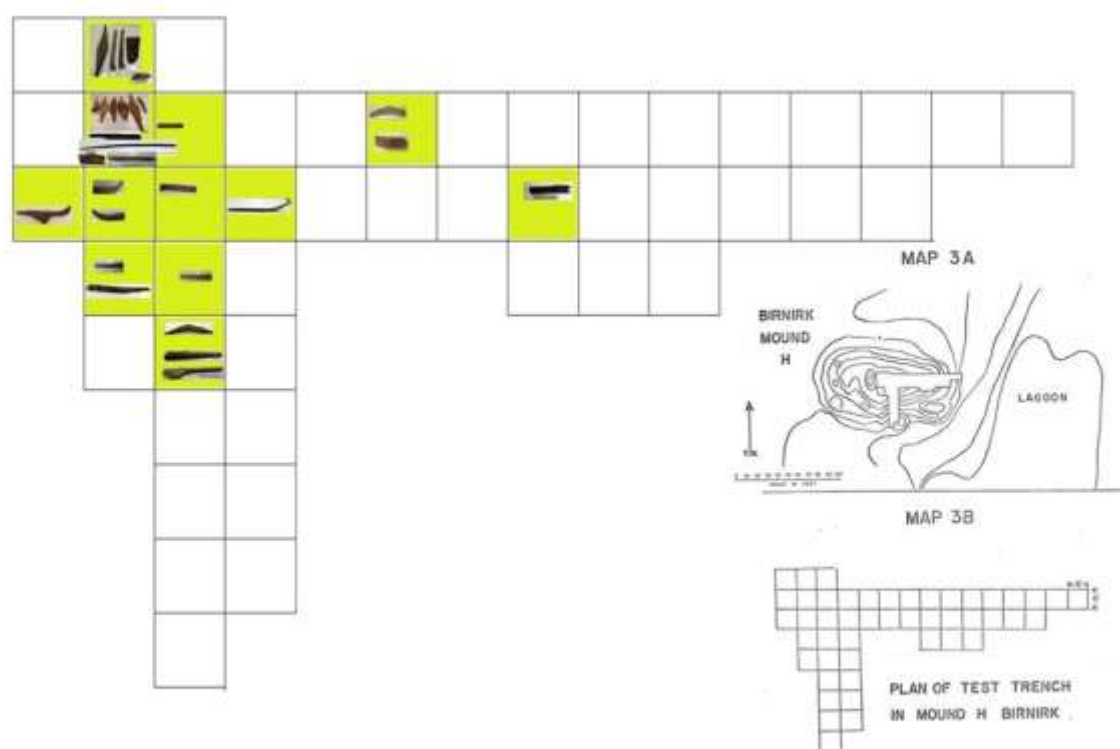 MAP 3A
BIRNIRK
MOUND
H
LAGOON
MAP 3B
PLAN OF TEST TRENCH
IN MOUND H BIRNIRK